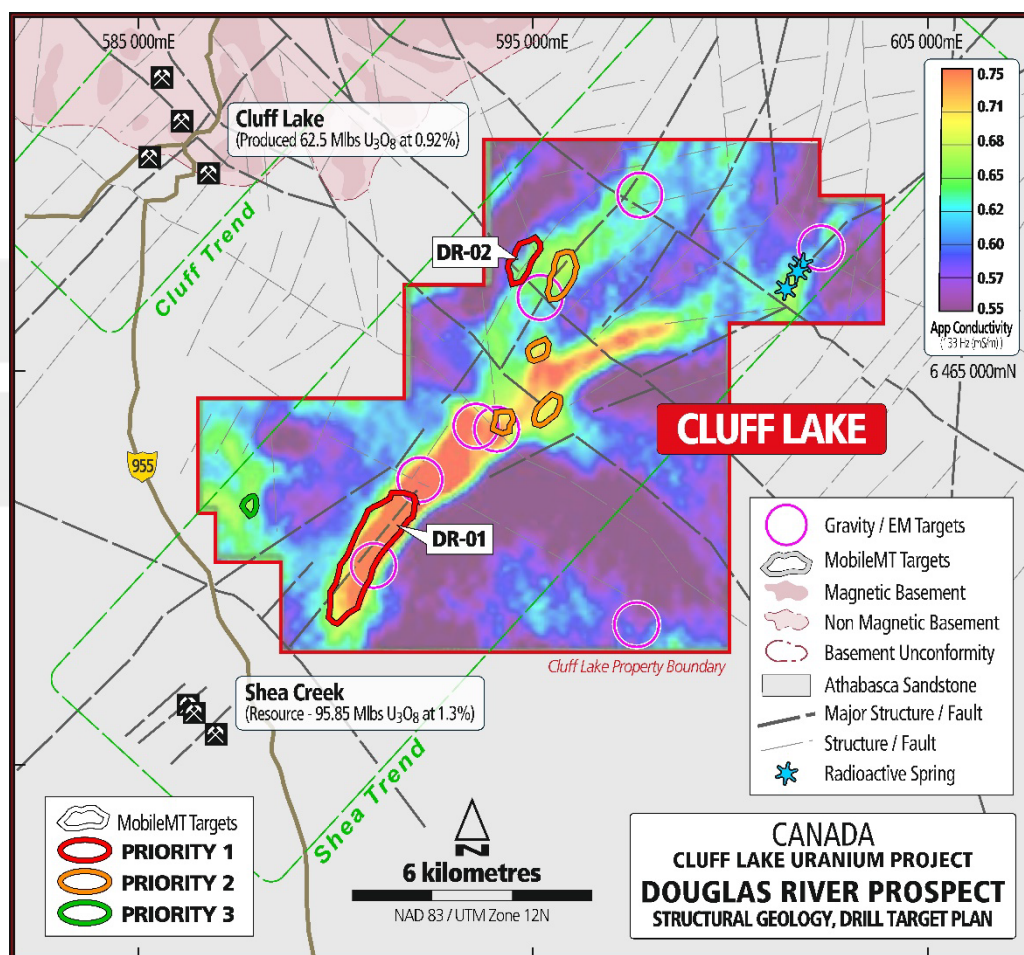 585 000mE
595 000mE
605 000mE
Cluff Lake
(Produced 62.5 Mlbs U₃O₈ at 0.92%)
0.75
0.71
0.68
0.65
0.62
0.60
0.57
0.55
App Conductivity
(133 Hz (mS/m))
6 465 000mN
Cluff Trend
DR-02
CLUFF LAKE
955
DR-01
Gravity / EM Targets
MobileMT Targets
Magnetic Basement
Non Magnetic Basement
Basement Unconformity
Athabasca Sandstone
Major Structure / Fault
Structure / Fault
Radioactive Spring
Cluff Lake Property Boundary
Shea Creek
(Resource - 95.85 Mlbs U₃O₈ at 1.3%)
Shea Trend
MobileMT Targets
PRIORITY 1
PRIORITY 2
PRIORITY 3
N
6 kilometres
NAD 83 / UTM Zone 12N
CANADA
CLUFF LAKE URANIUM PROJECT
DOUGLAS RIVER PROSPECT
STRUCTURAL GEOLOGY, DRILL TARGET PLAN